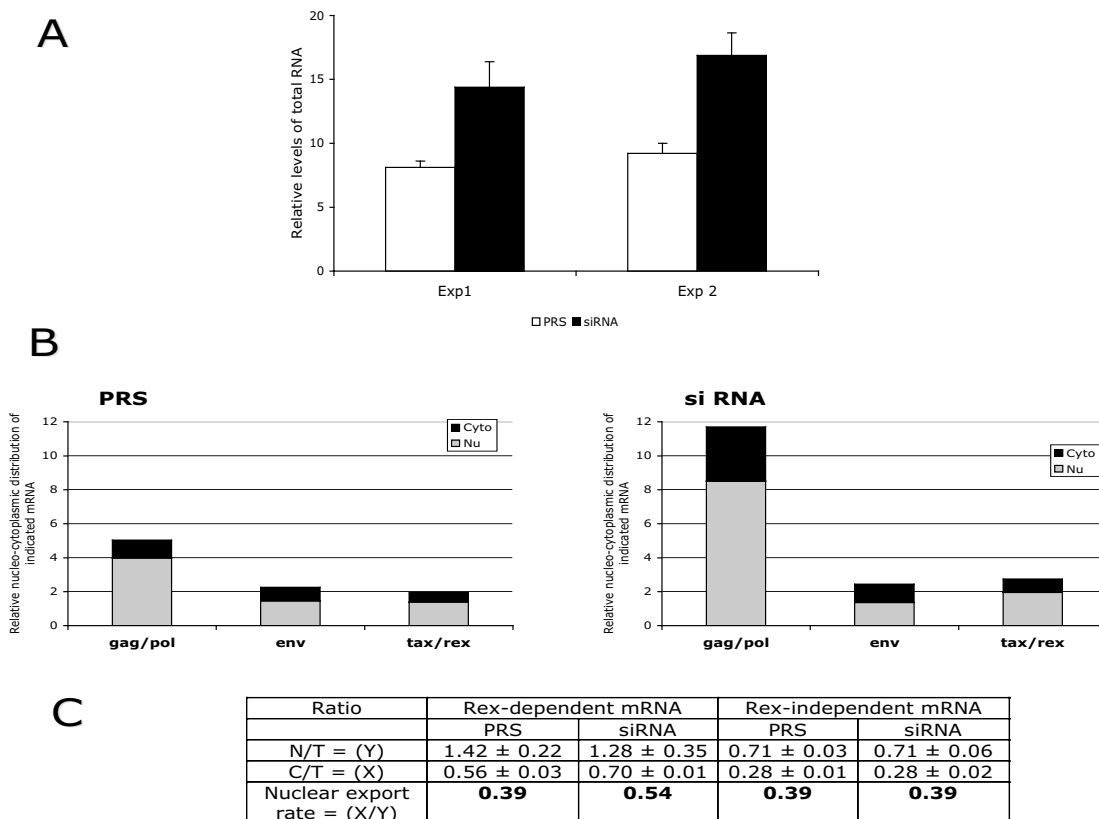 A
Relative levels of total RNA
20
15
10
5
0
Exp1
Exp 2
PRS
siRNA
B
PRS
Relative nucleo-cytoplasmic distribution of
indicated mRNA
12
10
8
6
4
2
0
Cyto
Nu
gag/pol
env
tax/rex
si RNA
Relative nucleo-cytoplasmic distribution of
indicated mRNA
12
10
8
6
4
2
0
Cyto
Nu
gag/pol
env
tax/rex
C
Ratio Rex-dependent mRNA Rex-independent mRNA
PRS siRNA PRS siRNA
N/T = (Y) 1.42 ± 0.22 1.28 ± 0.35 0.71 ± 0.03 0.71 ± 0.06
C/T = (X) 0.56 ± 0.03 0.70 ± 0.01 0.28 ± 0.01 0.28 ± 0.02
Nuclear export 0.39 0.54 0.39 0.39
rate = (X/Y)